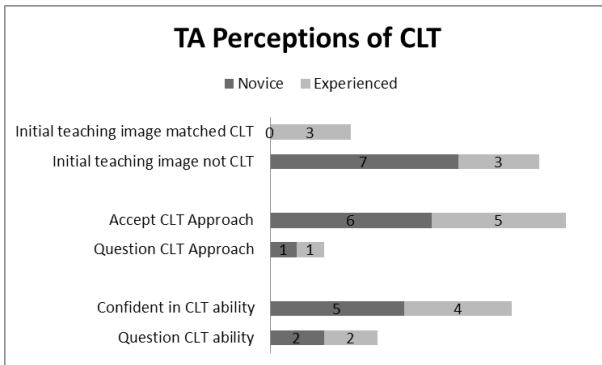 TA Perceptions of CLT
Novice Experienced
Initial teaching image matched CLT 0 3
Initial teaching image not CLT 7 3
Accept CLT Approach 6 5
Question CLT Approach 1 1
Confident in CLT ability 5 4
Question CLT ability 2 2